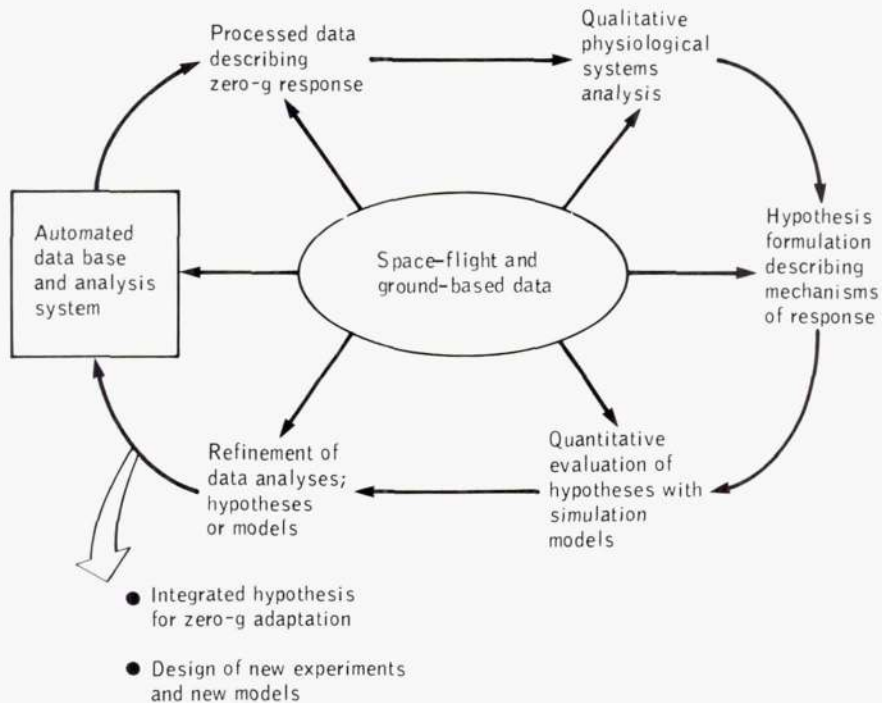 Processed data
describing
zero-g response
Qualitative
physiological
systems
analysis
Automated
data base
and analysis
system
Space-flight and
ground-based data
Hypothesis
formulation
describing
mechanisms
of response
Refinement of
data analyses;
hypotheses
or models
Quantitative
evaluation of
hypotheses with
simulation
models
● Integrated hypothesis
for zero-g adaptation
● Design of new experiments
and new models